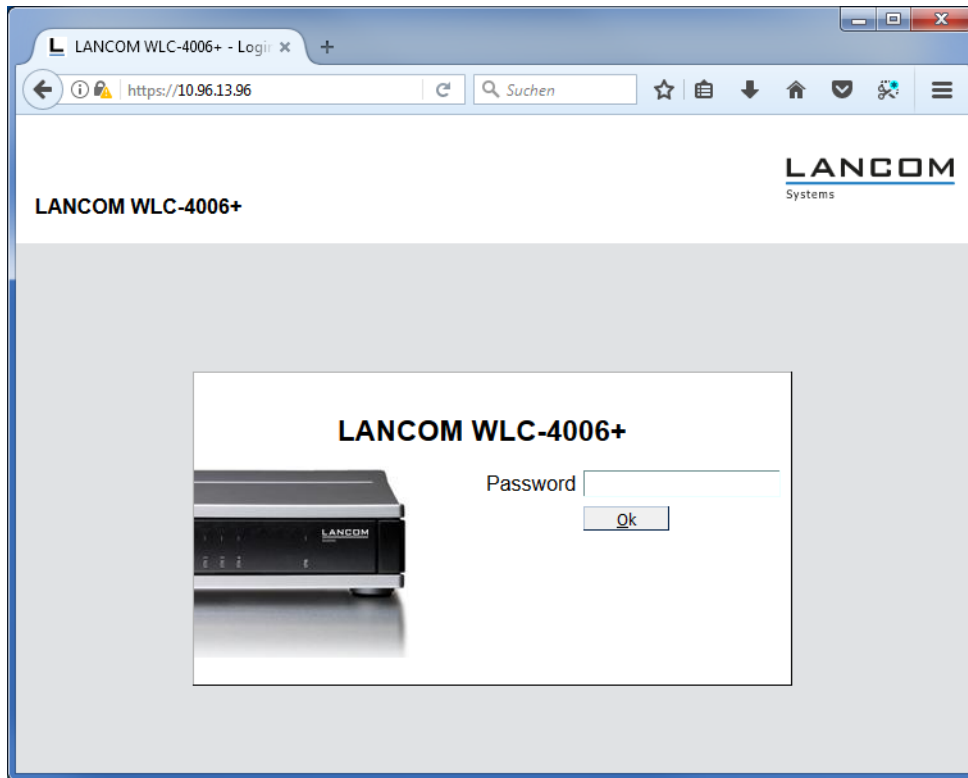 LANCOM WLC-4006+ - Login
https://10.96.13.96
Suchen
LANCOM
Systems
LANCOM WLC-4006+
LANCOM WLC-4006+
Password
Ok
LANCOM